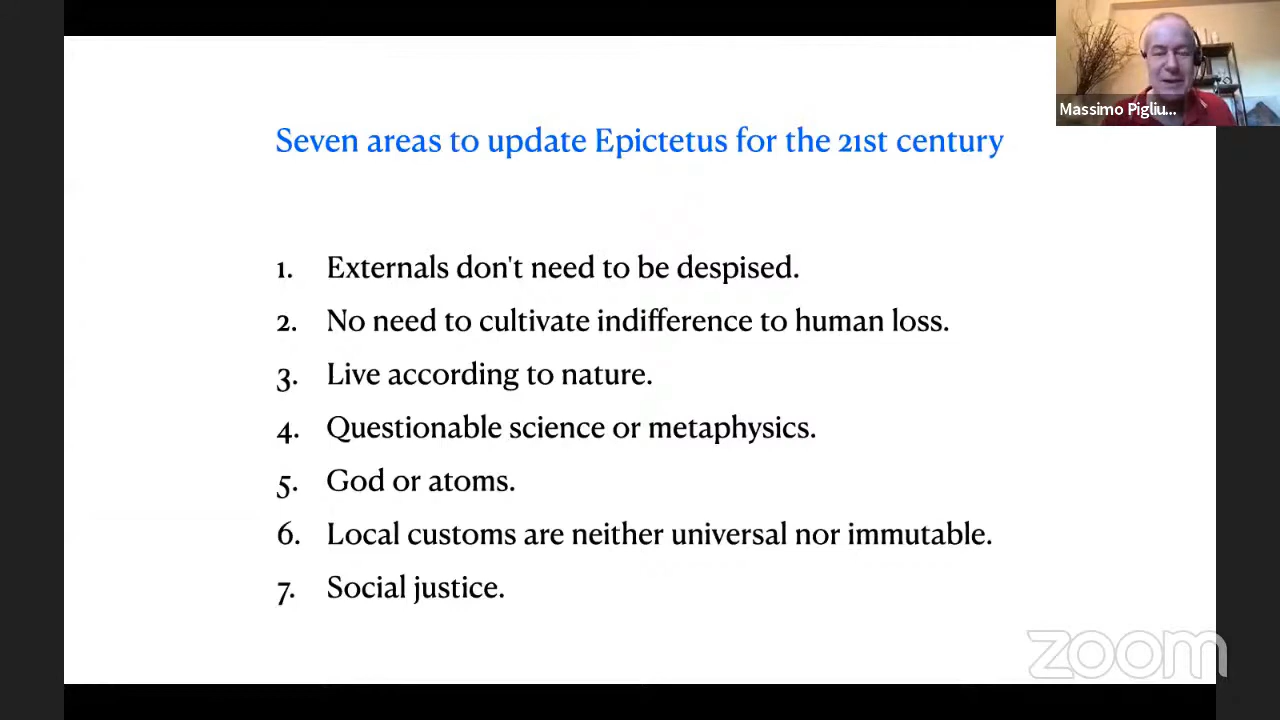 Massimo Pigliu...
Seven areas to update Epictetus for the 21st century
1. Externals don't need to be despised.
2. No need to cultivate indifference to human loss.
3. Live according to nature.
4. Questionable science or metaphysics.
5. God or atoms.
6. Local customs are neither universal nor immutable.
7. Social justice.
zoom